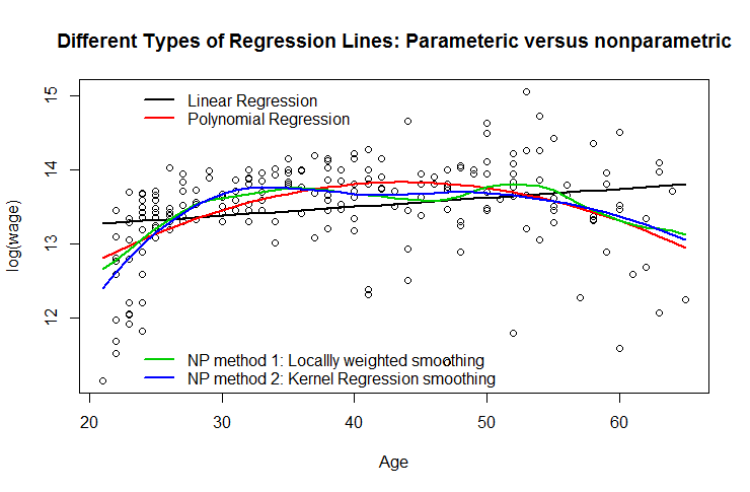 Different Types of Regression Lines: Parameteric versus nonparametric
Linear Regression
Polynomial Regression
NP method 1: Locallly weighted smoothing
NP method 2: Kernel Regression smoothing
log(wage)
15
14
13
12
20
30
40
50
60
Age